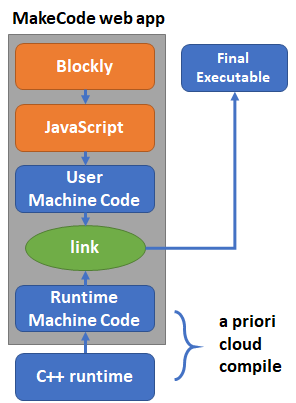 MakeCode web app
Blockly
JavaScript
User
Machine Code
link
Runtime
Machine Code
C++ runtime
Final
Executable
a priori
cloud
compile